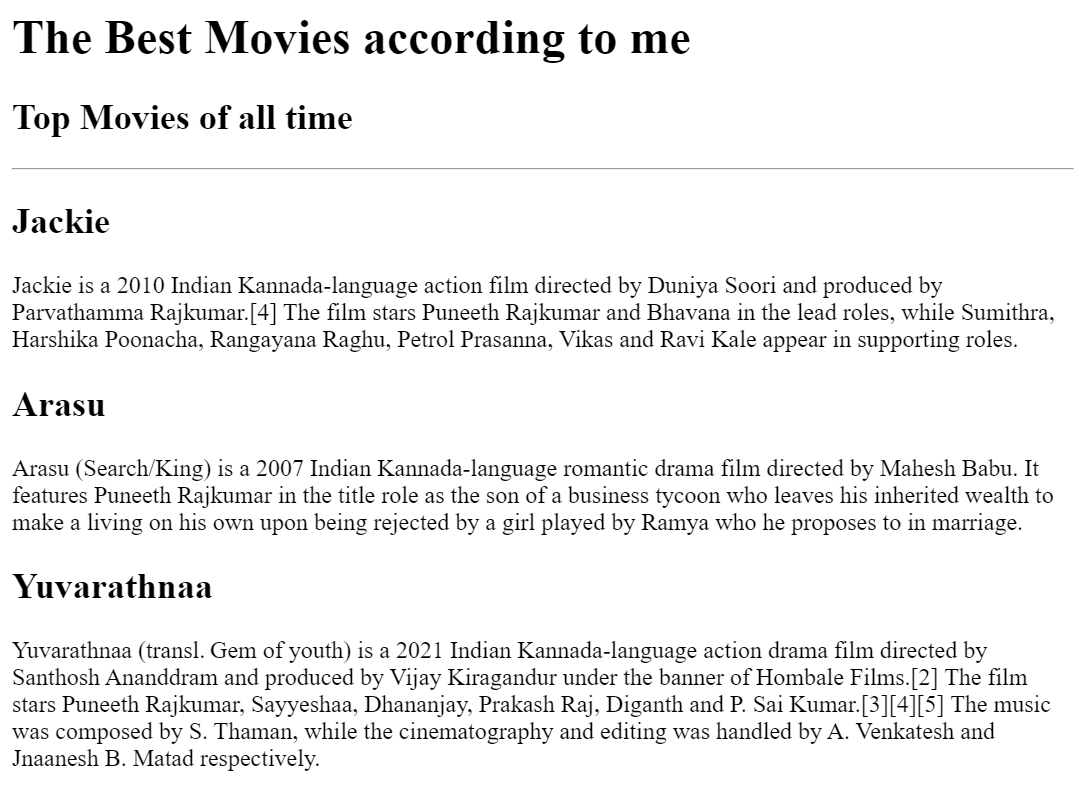 The Best Movies according to me
Top Movies of all time
Jackie
Jackie is a 2010 Indian Kannada-language action film directed by Duniya Soori and produced by
Parvathamma Rajkumar.[4] The film stars Puneeth Rajkumar and Bhavana in the lead roles, while Sumithra,
Harshika Poonacha, Rangayana Raghu, Petrol Prasanna, Vikas and Ravi Kale appear in supporting roles.
Arasu
Arasu (Search/King) is a 2007 Indian Kannada-language romantic drama film directed by Mahesh Babu. It
features Puneeth Rajkumar in the title role as the son of a business tycoon who leaves his inherited wealth to
make a living on his own upon being rejected by a girl played by Ramya who he proposes to in marriage.
Yuvarathnaa
Yuvarathnaa (transl. Gem of youth) is a 2021 Indian Kannada-language action drama film directed by
Santhosh Ananddram and produced by Vijay Kiragandur under the banner of Hombale Films.[2] The film
stars Puneeth Rajkumar, Sayyeshaa, Dhananjay, Prakash Raj, Diganth and P. Sai Kumar.[3][4][5] The music
was composed by S. Thaman, while the cinematography and editing was handled by A. Venkatesh and
Jnaanesh B. Matad respectively.